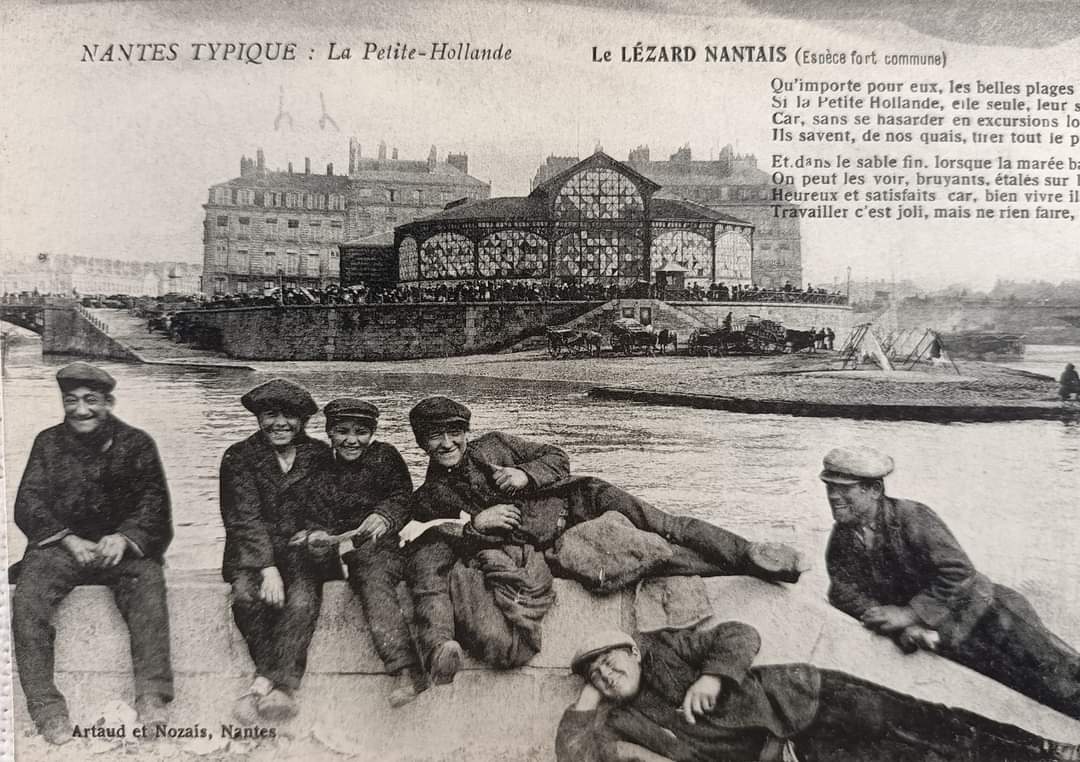 NANTES TYPIQUE : La Petite-Hollande
Le LÉZARD NANTAIS (Espèce fort commune)
Qu'importe pour eux, les belles plages
Si la Petite Hollande, elle seule, leur
Car, sans se hasarder en excursions
Ils savent, de nos quais, tirer tout le
Et dans le sable fin, lorsque la marée
On peut les voir, bruyants, étalés sur
Heureux et satisfaits car, bien vivre
Travailler c'est joli, mais ne rien faire,
Artaud et Nozais, Nantes